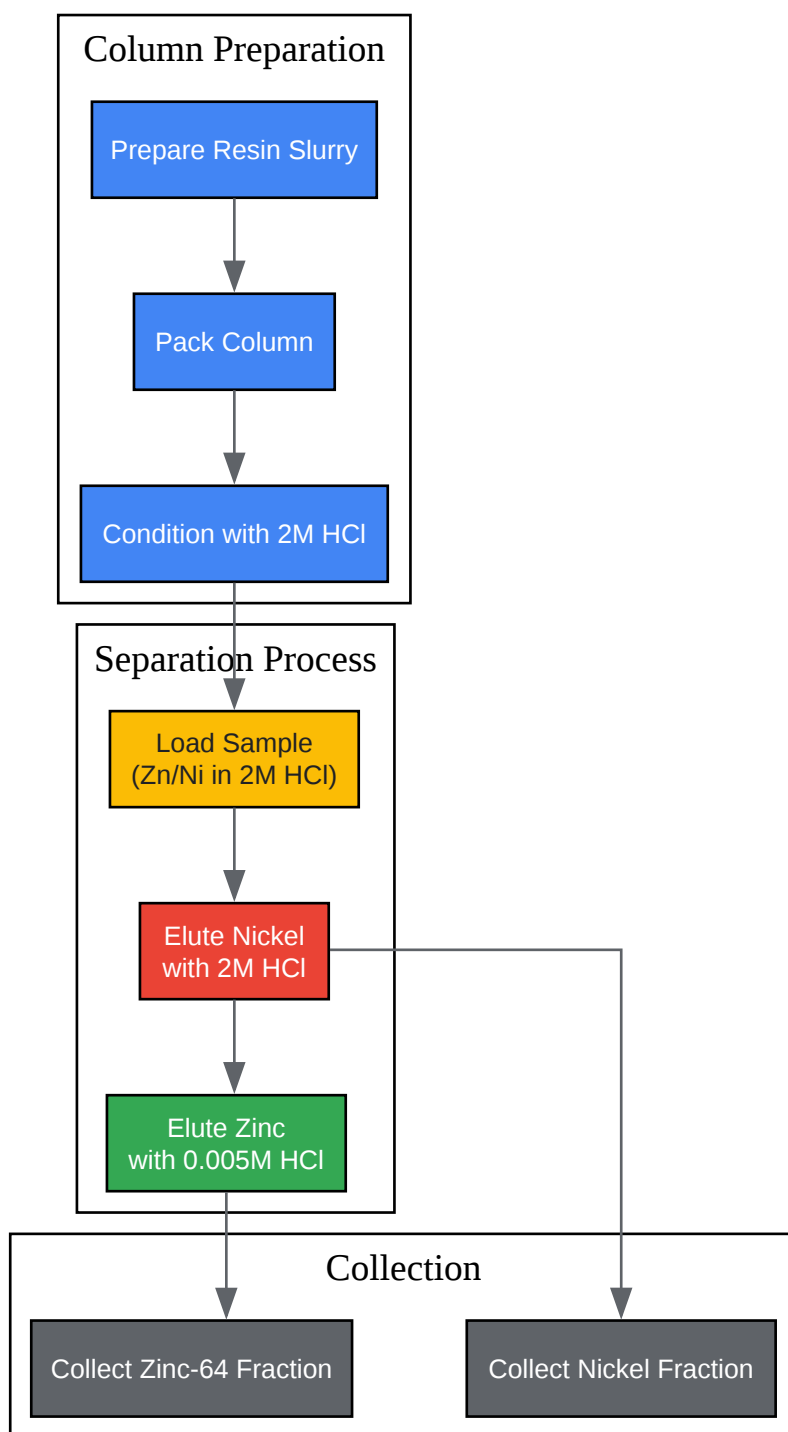 Column Preparation
Prepare Resin Slurry
Pack Column
Condition with 2M HCl
Separation Process
Load Sample
(Zn/Ni in 2M HCl)
Elute Nickel
with 2M HCl
Elute Zinc
with 0.005M HCl
Collection
Collect Zinc-64 Fraction
Collect Nickel Fraction